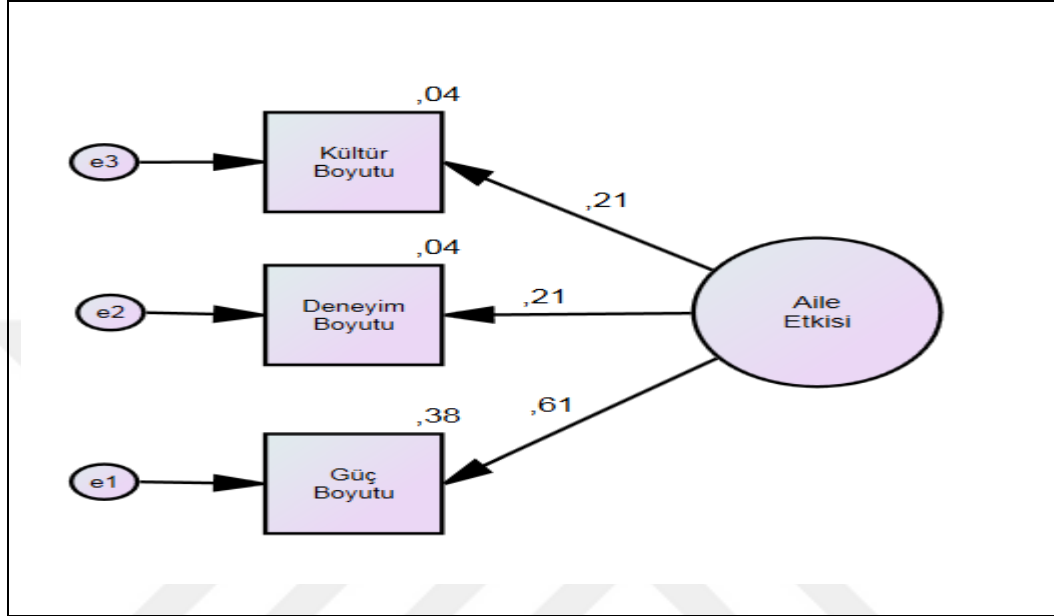 ,04
e3
Kültür
Boyutu
,21
,04
e2
Deneyim
Boyutu
,21
Aile
Etkisi
,38
,61
e1
Güç
Boyutu